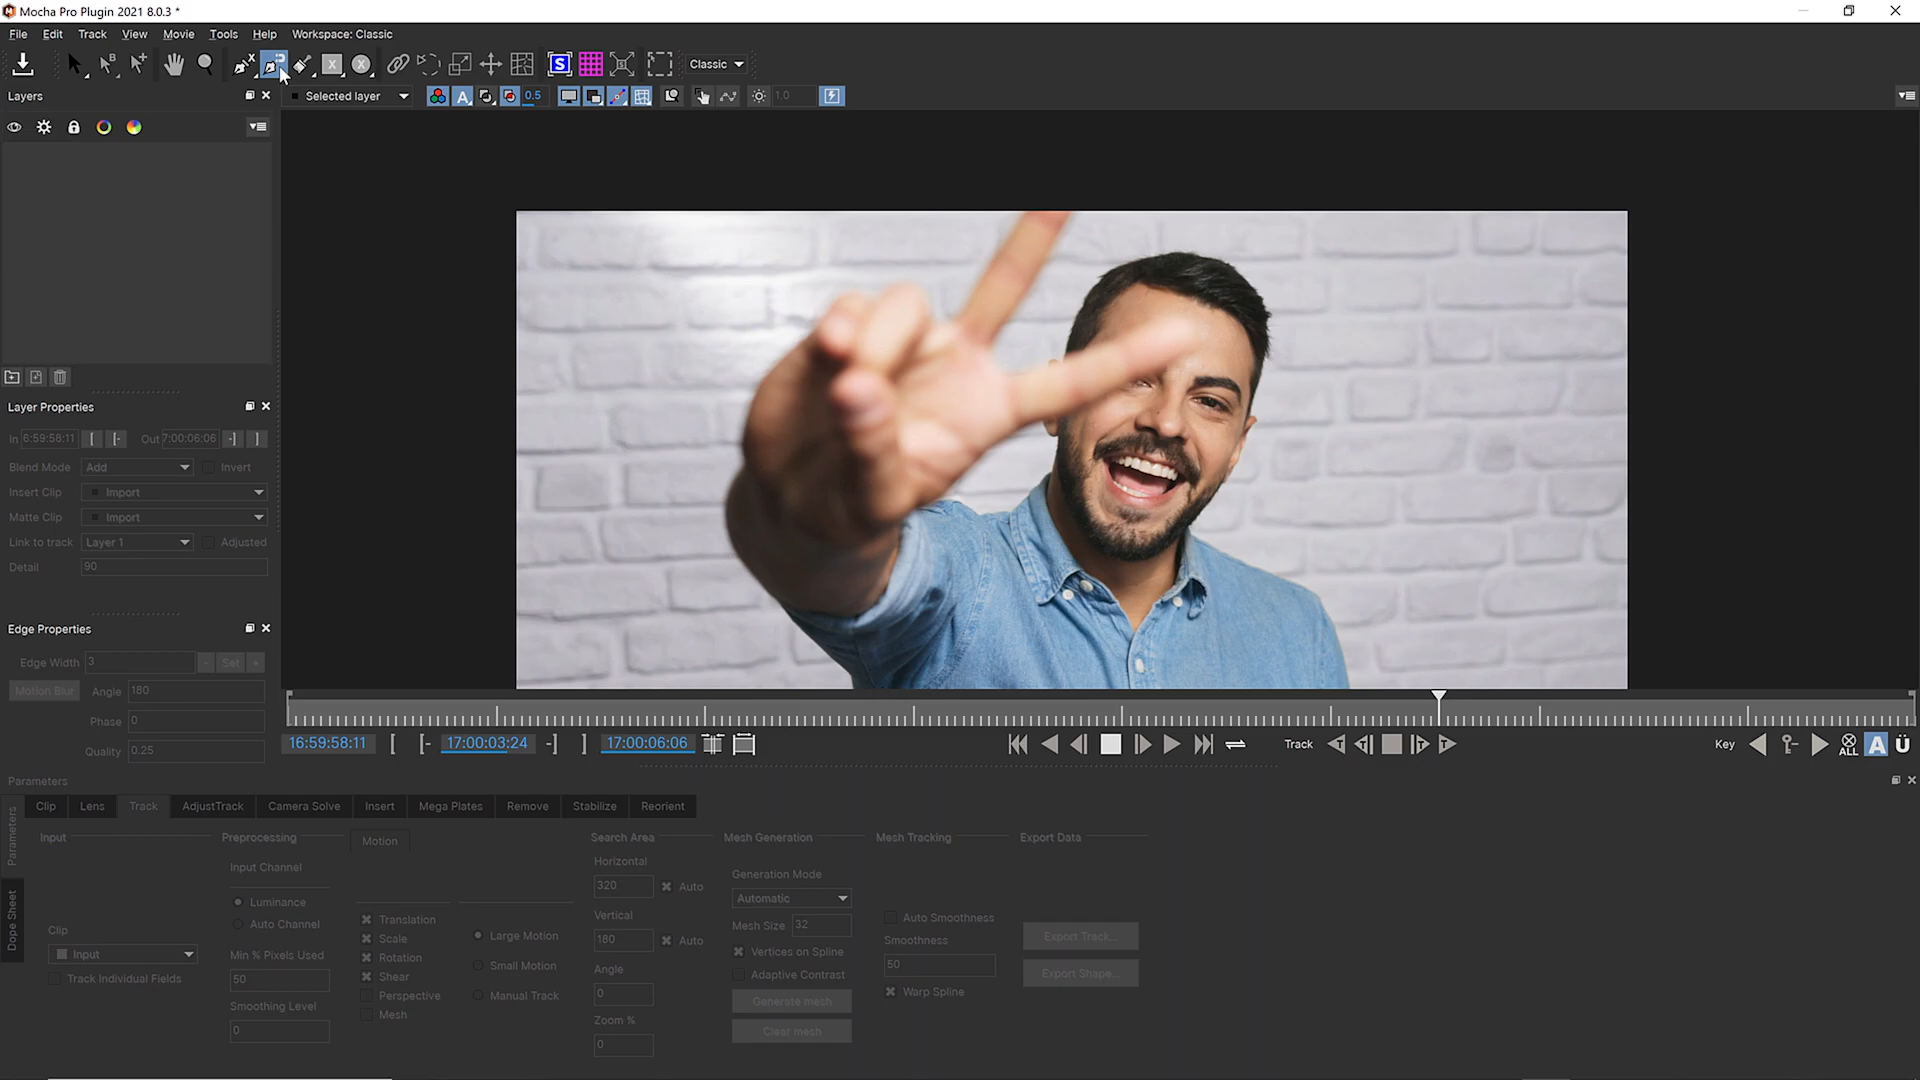 Mocha Pro Plugin 2021 8.0.3 *
File Edit Track View Movie Tools Help Workspace: Classic
S Classic
Layers Selected layer A 0.5 1.0
Layer Properties
In 6:59:58:11 [ [- Out 7:00:06:06 -] ]
Blend Mode Add Invert
Insert Clip Import
Matte Clip Import
Link to track Layer 1 Adjusted
Detail 90
Edge Properties
Edge Width 3 - Set +
Motion Blur Angle 180
Phase 0
Quality 0.25
16:59:58:11 [ [- 17:00:03:24 -] ] 17:00:06:06 Track Key ALL A Ü
Parameters
Clip Lens Track AdjustTrack Camera Solve Insert Mega Plates Remove Stabilize Reorient
Parameters
Dope Sheet
Input
Clip
Input
Track Individual Fields
Preprocessing
Input Channel
Luminance
Auto Channel
Min % Pixels Used
50
Smoothing Level
0
Motion
Translation
Scale
Rotation
Shear
Perspective
Mesh
Large Motion
Small Motion
Manual Track
Search Area
Horizontal
320 Auto
Vertical
180 Auto
Angle
0
Zoom %
0
Mesh Generation
Generation Mode
Automatic
Mesh Size 32
Vertices on Spline
Adaptive Contrast
Generate mesh
Clear mesh
Mesh Tracking
Auto Smoothness
Smoothness
50
Warp Spline
Export Data
Export Track...
Export Shape...